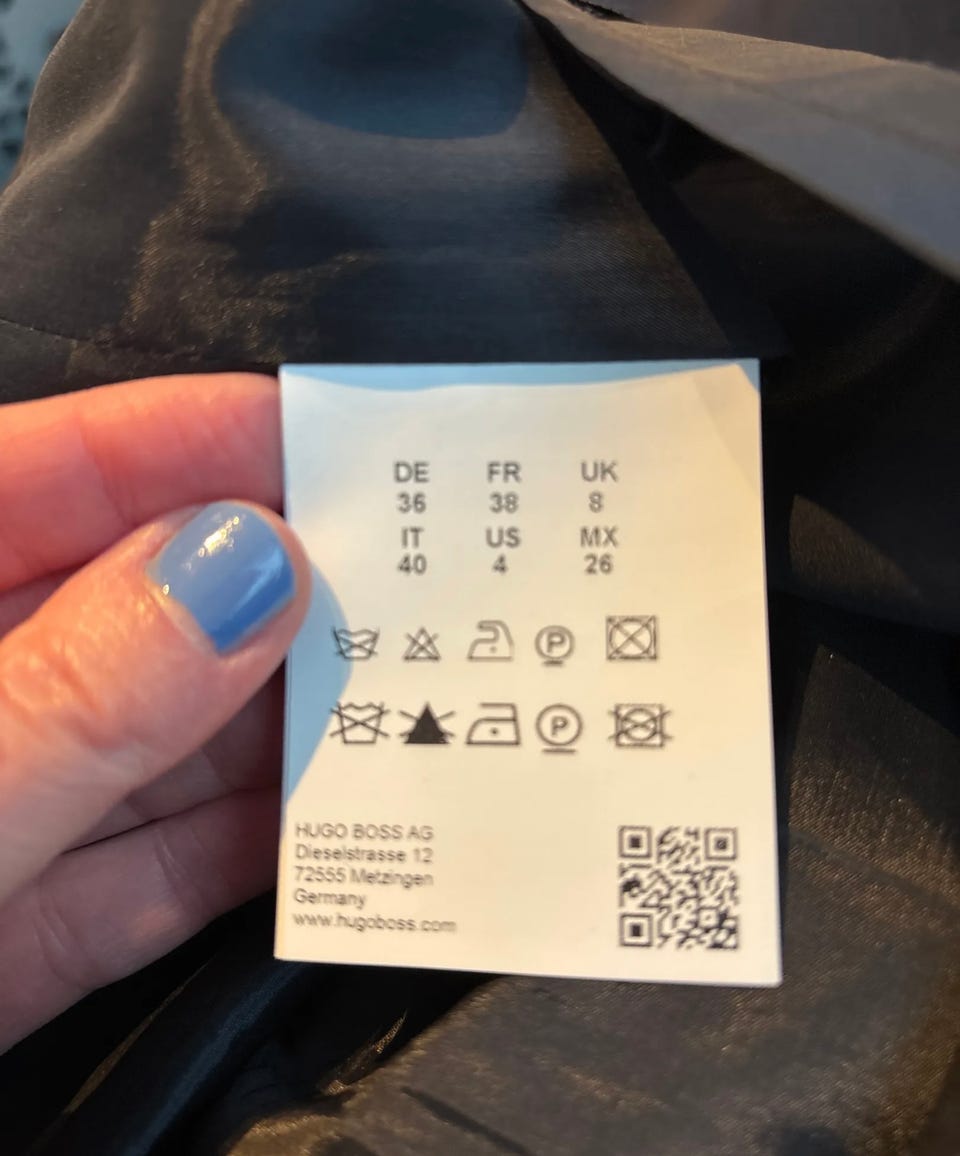 DE FR UK
36 38 8
IT US MX
40 4 26
P
P
HUGO BOSS AG
Dieselstrasse 12
72555 Metzingen
Germany
www.hugoboss.com